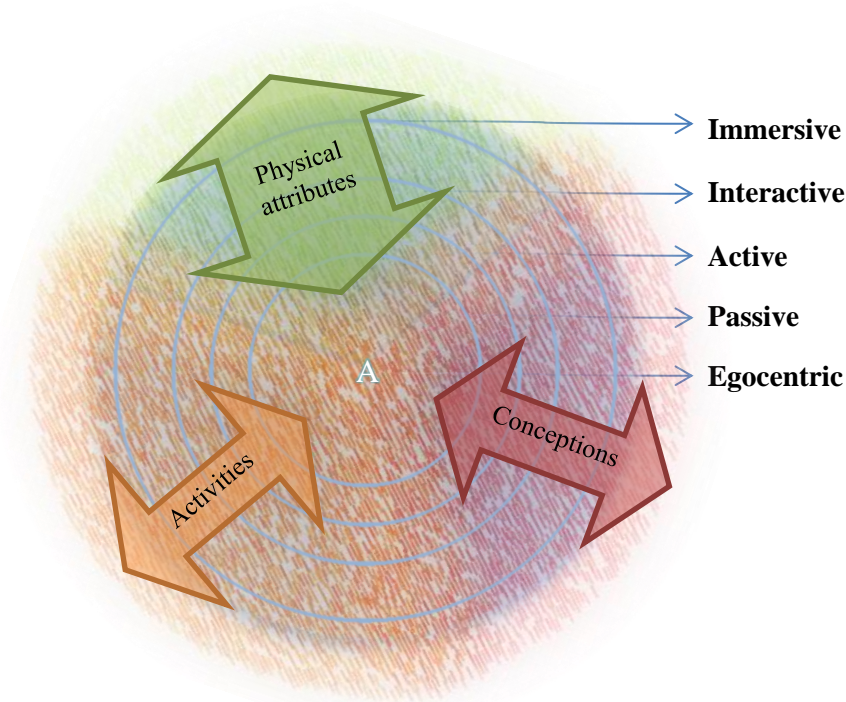 Physical
attributes
Immersive
Interactive
Active
Passive
A
Egocentric
Conceptions
Activities